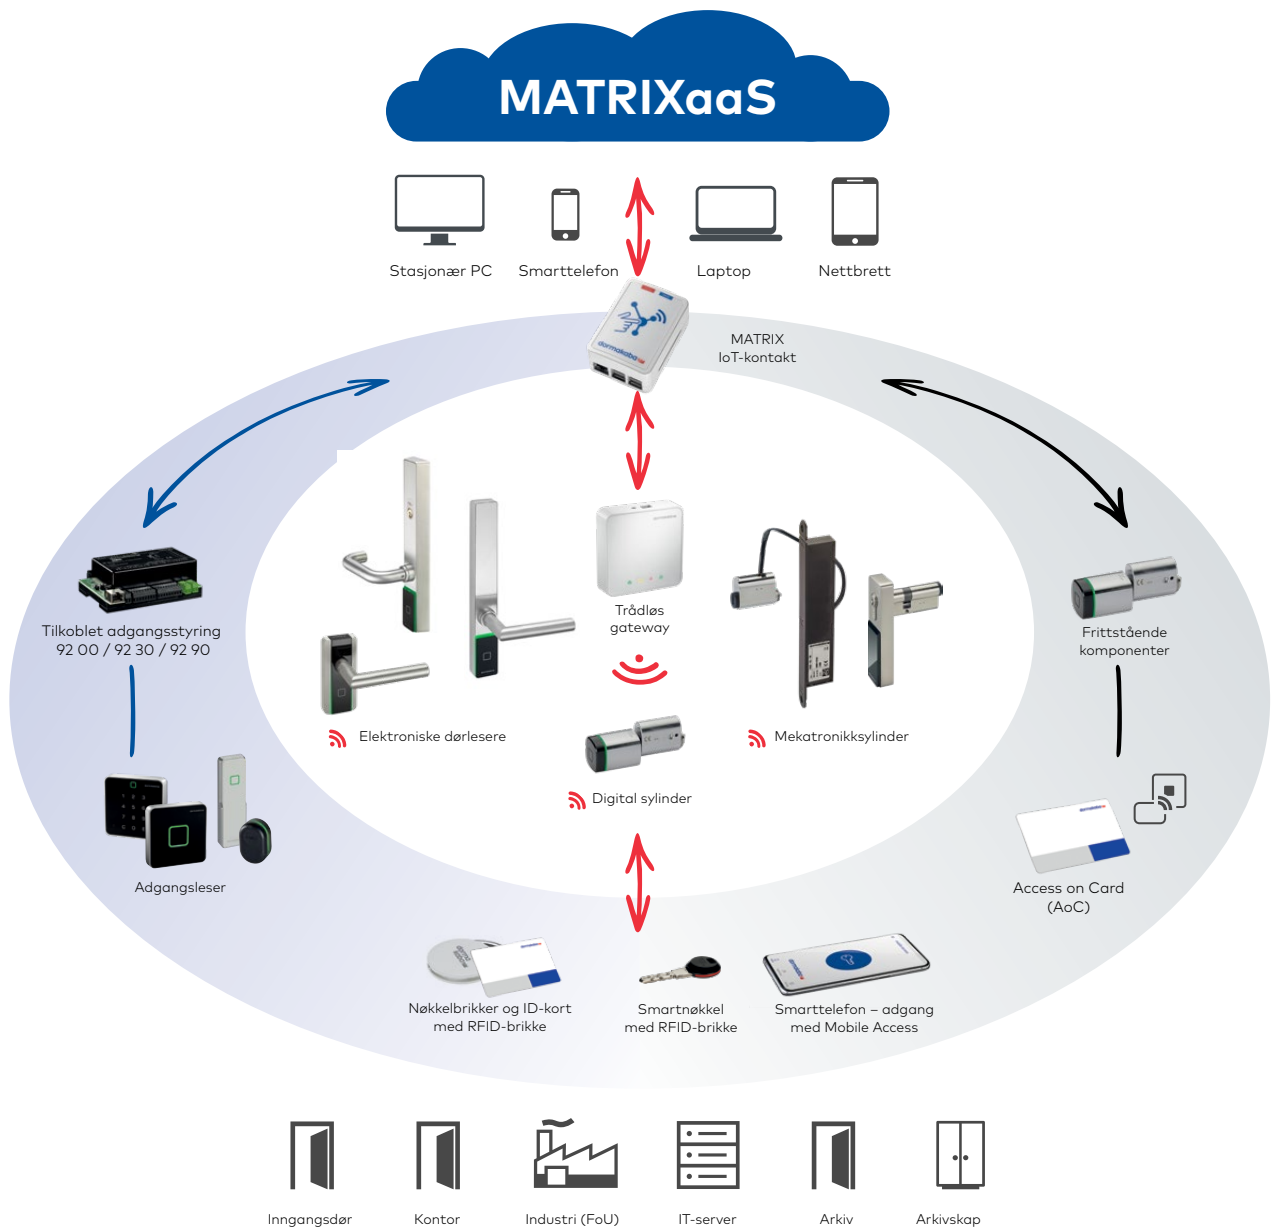 MATRIXaaS
Stasjonær PC
Smarttelefon
Laptop
Nettbrett
dormakaba
MATRIX
IoT-kontakt
Trådløs
gateway
Tilkoblet adgangsstyring
92 00 / 92 30 / 92 90
Frittstående
komponenter
Elektroniske dørlesere
Mekatronikksylinder
Digital sylinder
Adgangsleser
dormakaba
Access on Card
(AoC)
Nøkkelbrikker og ID-kort
med RFID-brikke
Smartnøkkel
med RFID-brikke
Smarttelefon – adgang
med Mobile Access
Inngangsdør
Kontor
Industri (FoU)
IT-server
Arkiv
Arkivskap